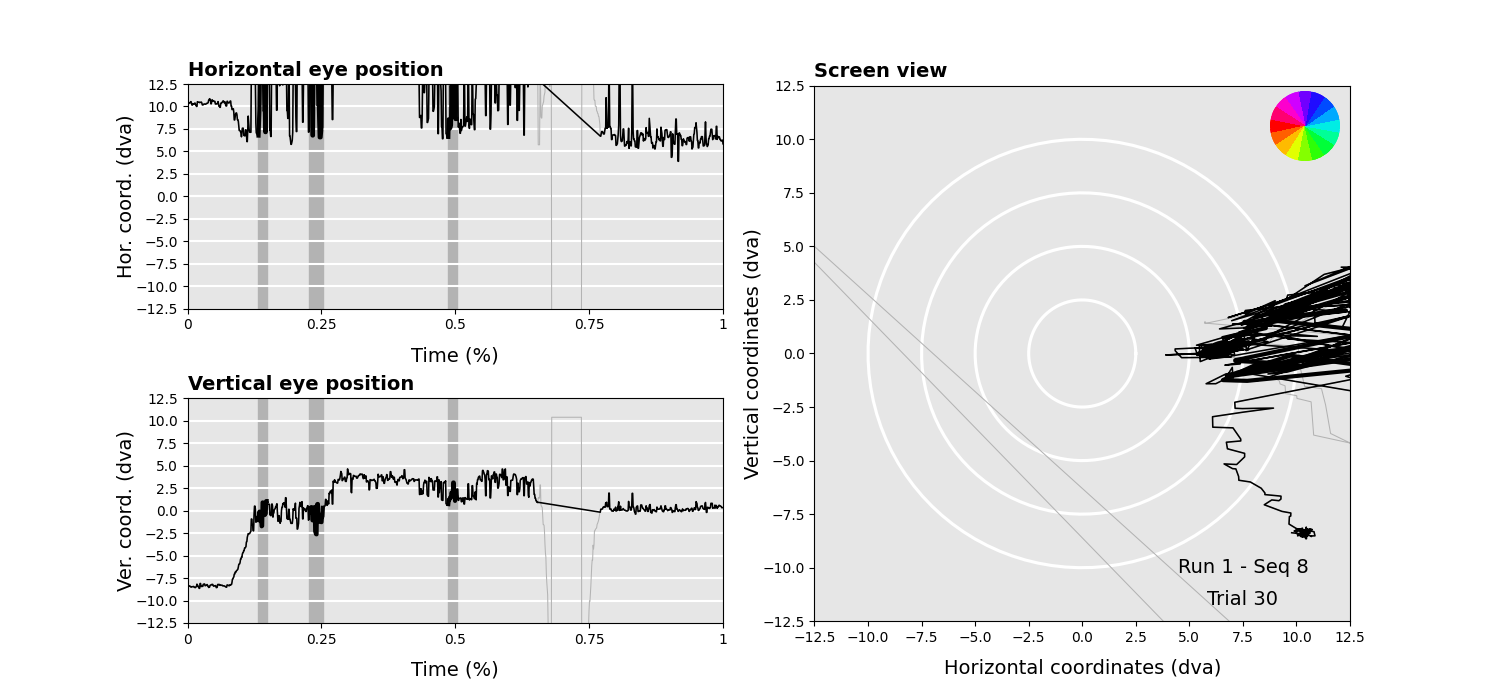 Horizontal eye position
12.5
10.0
7.5
5.0
2.5
0.0
−2.5
−5.0
−7.5
−10.0
−12.5
Hor. coord. (dva)
0 0.25 0.5 0.75 1
Time (%)
Vertical eye position
12.5
10.0
7.5
5.0
2.5
0.0
−2.5
−5.0
−7.5
−10.0
−12.5
Ver. coord. (dva)
0 0.25 0.5 0.75 1
Time (%)
Screen view
12.5
10.0
7.5
5.0
2.5
0.0
−2.5
−5.0
−7.5
−10.0
−12.5
Vertical coordinates (dva)
Run 1 - Seq 8
Trial 30
−12.5 −10.0 −7.5 −5.0 −2.5 0.0 2.5 5.0 7.5 10.0 12.5
Horizontal coordinates (dva)